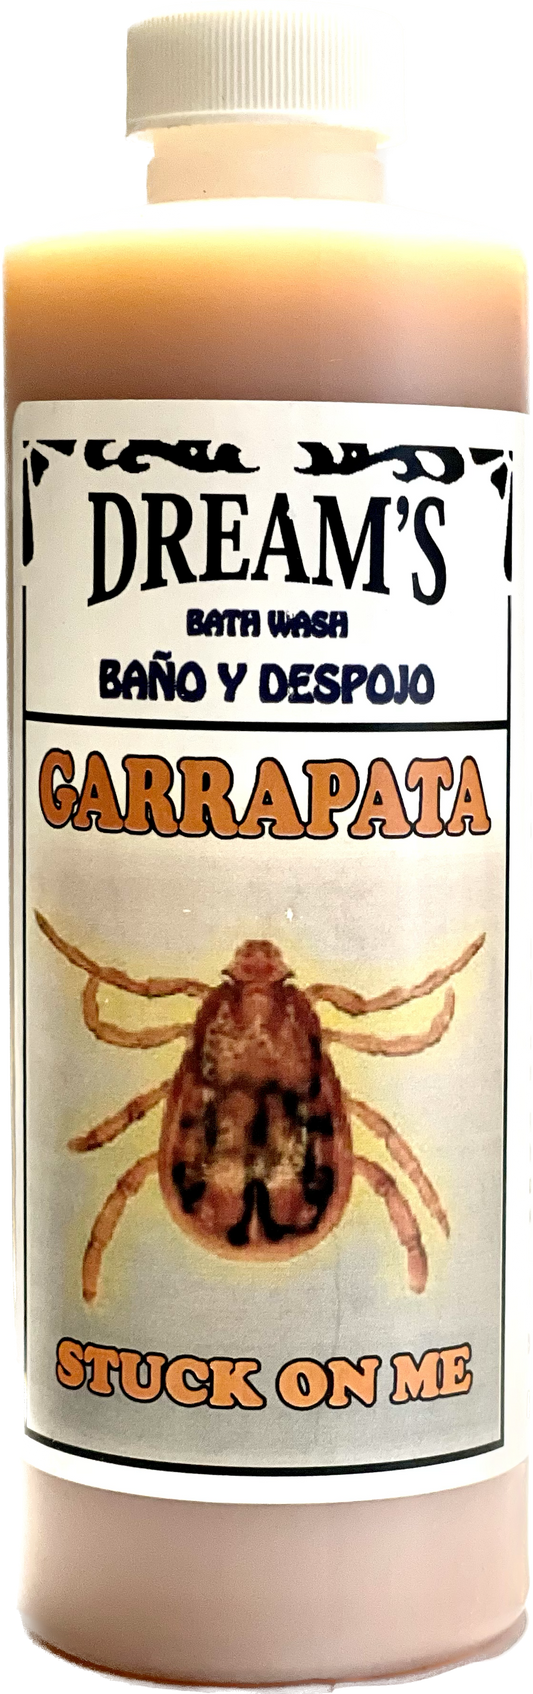 DREAM'S
BATH WASH
BAÑO Y DESPOJO
GARRAPATA
STUCK ON ME